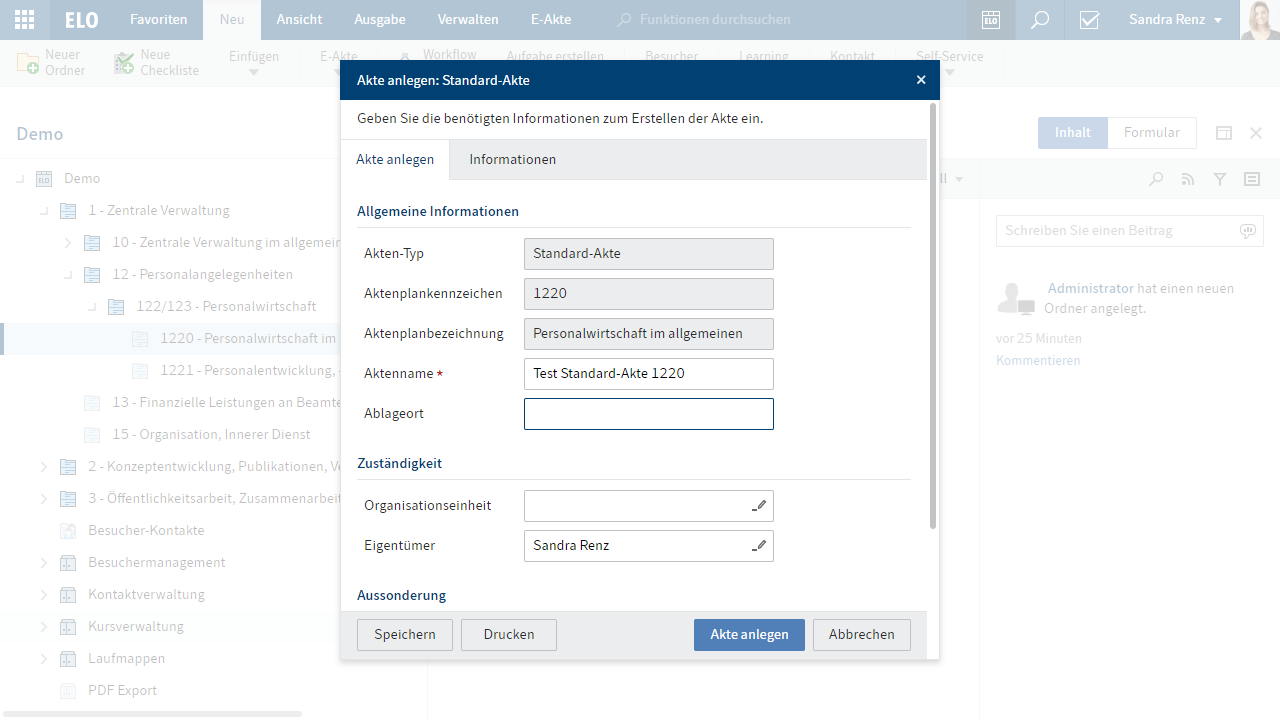 ELO Favoriten Neu Ansicht Ausgabe Verwalten E-Akte Funktionen durchsuchen ELO Sandra Renz
Neuer Ordner
Neue Checkliste
Einfügen
E-Akte
Workflow
Aufgabe erstellen
Besucher
Learning
Kontakt
Self-Service
Demo
ELO Demo
1 - Zentrale Verwaltung
10 - Zentrale Verwaltung im allgemein
12 - Personalangelegenheiten
122/123 - Personalwirtschaft
1220 - Personalwirtschaft im
1221 - Personalentwicklung,
13 - Finanzielle Leistungen an Beamte
15 - Organisation, Innerer Dienst
2 - Konzeptentwicklung, Publikationen, Ve
3 - Öffentlichkeitsarbeit, Zusammenarbeit
Besucher-Kontakte
Besuchermanagement
Kontaktverwaltung
Kursverwaltung
Laufmappen
PDF Export
Akte anlegen: Standard-Akte
Geben Sie die benötigten Informationen zum Erstellen der Akte ein.
Akte anlegen Informationen
Allgemeine Informationen
Akten-Typ Standard-Akte
Aktenplankennzeichen 1220
Aktenplanbezeichnung Personalwirtschaft im allgemeinen
Aktenname * Test Standard-Akte 1220
Ablageort
Zuständigkeit
Organisationseinheit
Eigentümer Sandra Renz
Aussonderung
Speichern Drucken Akte anlegen Abbrechen
Inhalt Formular
Schreiben Sie einen Beitrag
Administrator hat einen neuen
Ordner angelegt.
vor 25 Minuten
Kommentieren